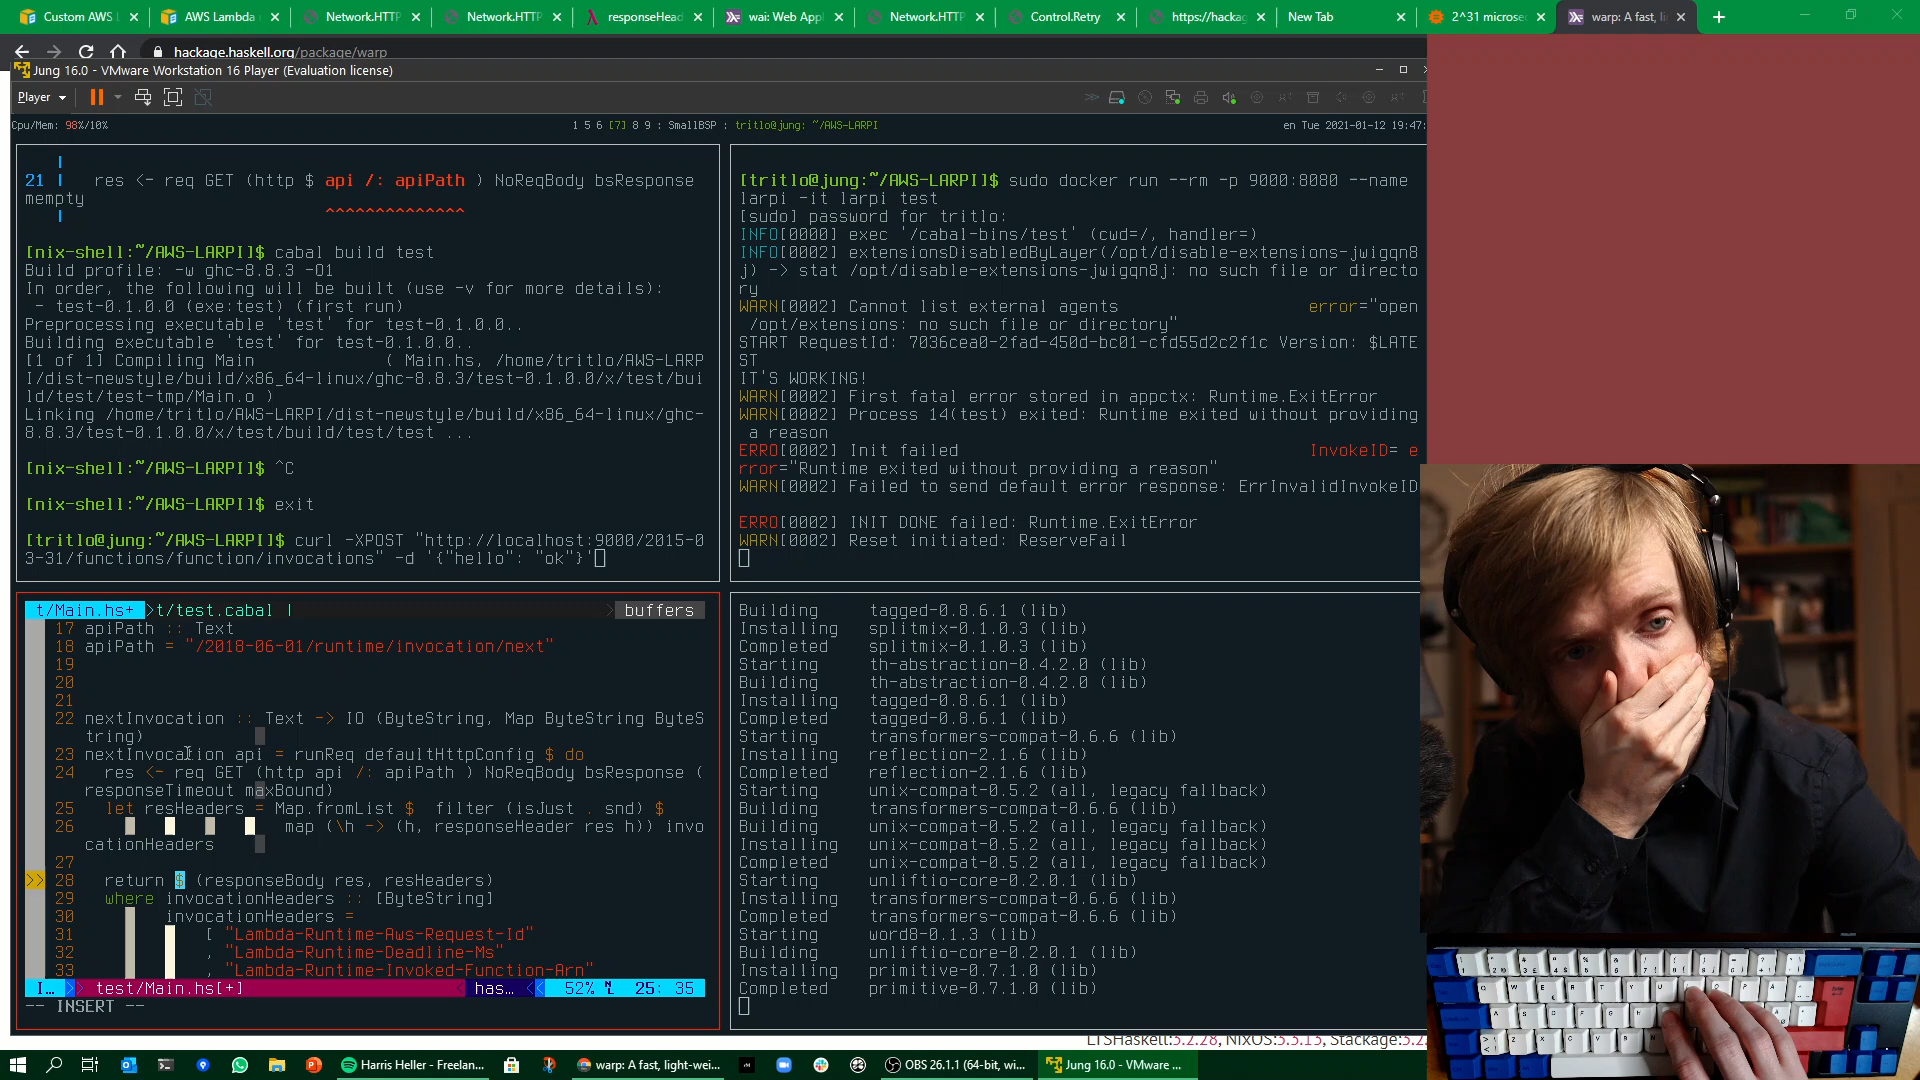 Custom AWS L
AWS Lambda
Network.HTTP
Network.HTTP
responseHead
wai: Web Appl
Network.HTTP
Control.Retry
https://hackag
New Tab
2^31 microsec
warp: A fast, li
hackage.haskell.org/package/warp
Jung 16.0 - VMware Workstation 16 Player (Evaluation license)
Player
Cpu/Mem: 98%/10%
1 5 6 [7] 8 9 : SmallBSP : tritlo@jung: ~/AWS-LARPI
en Tue 2021-01-12 19:47:
21 | res <- req GET (http $ api /: apiPath ) NoReqBody bsResponse
mempty
^^^^^^^^^^^^^^
[nix-shell:~/AWS-LARPI]$ cabal build test
Build profile: -w ghc-8.8.3 -O1
In order, the following will be built (use -v for more details):
- test-0.1.0.0 (exe:test) (first run)
Preprocessing executable 'test' for test-0.1.0.0..
Building executable 'test' for test-0.1.0.0..
[1 of 1] Compiling Main ( Main.hs, /home/tritlo/AWS-LARP
I/dist-newstyle/build/x86_64-linux/ghc-8.8.3/test-0.1.0.0/x/test/bui
ld/test/test-tmp/Main.o )
Linking /home/tritlo/AWS-LARPI/dist-newstyle/build/x86_64-linux/ghc-
8.8.3/test-0.1.0.0/x/test/build/test/test ...
[nix-shell:~/AWS-LARPI]$ ^C
[nix-shell:~/AWS-LARPI]$ exit
[tritlo@jung:~/AWS-LARPI]$ curl -XPOST "http://localhost:9000/2015-0
3-31/functions/function/invocations" -d '{"hello": "ok"}'
[tritlo@jung:~/AWS-LARPI]$ sudo docker run --rm -p 9000:8080 --name
larpi -it larpi test
[sudo] password for tritlo:
INFO[0000] exec '/cabal-bins/test' (cwd=/, handler=)
INFO[0002] extensionsDisabledByLayer(/opt/disable-extensions-jwigqn8
j) -> stat /opt/disable-extensions-jwigqn8j: no such file or directo
ry
WARN[0002] Cannot list external agents error="open
/opt/extensions: no such file or directory"
START RequestId: 7036cea0-2fad-450d-bc01-cfd55d2c2f1c Version: $LATE
ST
IT'S WORKING!
WARN[0002] First fatal error stored in appctx: Runtime.ExitError
WARN[0002] Process 14(test) exited: Runtime exited without providing
a reason
ERRO[0002] Init failed InvokeID= e
rror="Runtime exited without providing a reason"
WARN[0002] Failed to send default error response: ErrInvalidInvokeID
ERRO[0002] INIT DONE failed: Runtime.ExitError
WARN[0002] Reset initiated: ReserveFail
t/Main.hs+ >t/test.cabal | buffers
17 apiPath :: Text
18 apiPath = "/2018-06-01/runtime/invocation/next"
19
20
21
22 nextInvocation :: Text -> IO (ByteString, Map ByteString ByteS
tring)
23 nextInvocation api = runReq defaultHttpConfig $ do
24 res <- req GET (http api /: apiPath ) NoReqBody bsResponse (
responseTimeout maxBound)
25 let resHeaders = Map.fromList $ filter (isJust . snd) $
26 map (\h -> (h, responseHeader res h)) invo
cationHeaders
27
>> 28 return $ (responseBody res, resHeaders)
29 where invocationHeaders :: [ByteString]
30 invocationHeaders =
31 [ "Lambda-Runtime-Aws-Request-Id"
32 , "Lambda-Runtime-Deadline-Ms"
33 , "Lambda-Runtime-Invoked-Function-Arn"
I… test/Main.hs[+] has… 52% 25: 35
-- INSERT --
Building tagged-0.8.6.1 (lib)
Installing splitmix-0.1.0.3 (lib)
Completed splitmix-0.1.0.3 (lib)
Starting th-abstraction-0.4.2.0 (lib)
Building th-abstraction-0.4.2.0 (lib)
Installing tagged-0.8.6.1 (lib)
Completed tagged-0.8.6.1 (lib)
Starting transformers-compat-0.6.6 (lib)
Installing reflection-2.1.6 (lib)
Completed reflection-2.1.6 (lib)
Starting unix-compat-0.5.2 (all, legacy fallback)
Building transformers-compat-0.6.6 (lib)
Building unix-compat-0.5.2 (all, legacy fallback)
Installing unix-compat-0.5.2 (all, legacy fallback)
Completed unix-compat-0.5.2 (all, legacy fallback)
Starting unliftio-core-0.2.0.1 (lib)
Installing transformers-compat-0.6.6 (lib)
Completed transformers-compat-0.6.6 (lib)
Starting word8-0.1.3 (lib)
Building unliftio-core-0.2.0.1 (lib)
Installing primitive-0.7.1.0 (lib)
Completed primitive-0.7.1.0 (lib)
LTSHaskell:3.2.28, NixOS:3.3.13, Stackage:3.2
Harris Heller - Freelan...
warp: A fast, light-wei...
OBS 26.1.1 (64-bit, wi...
Jung 16.0 - VMware ...